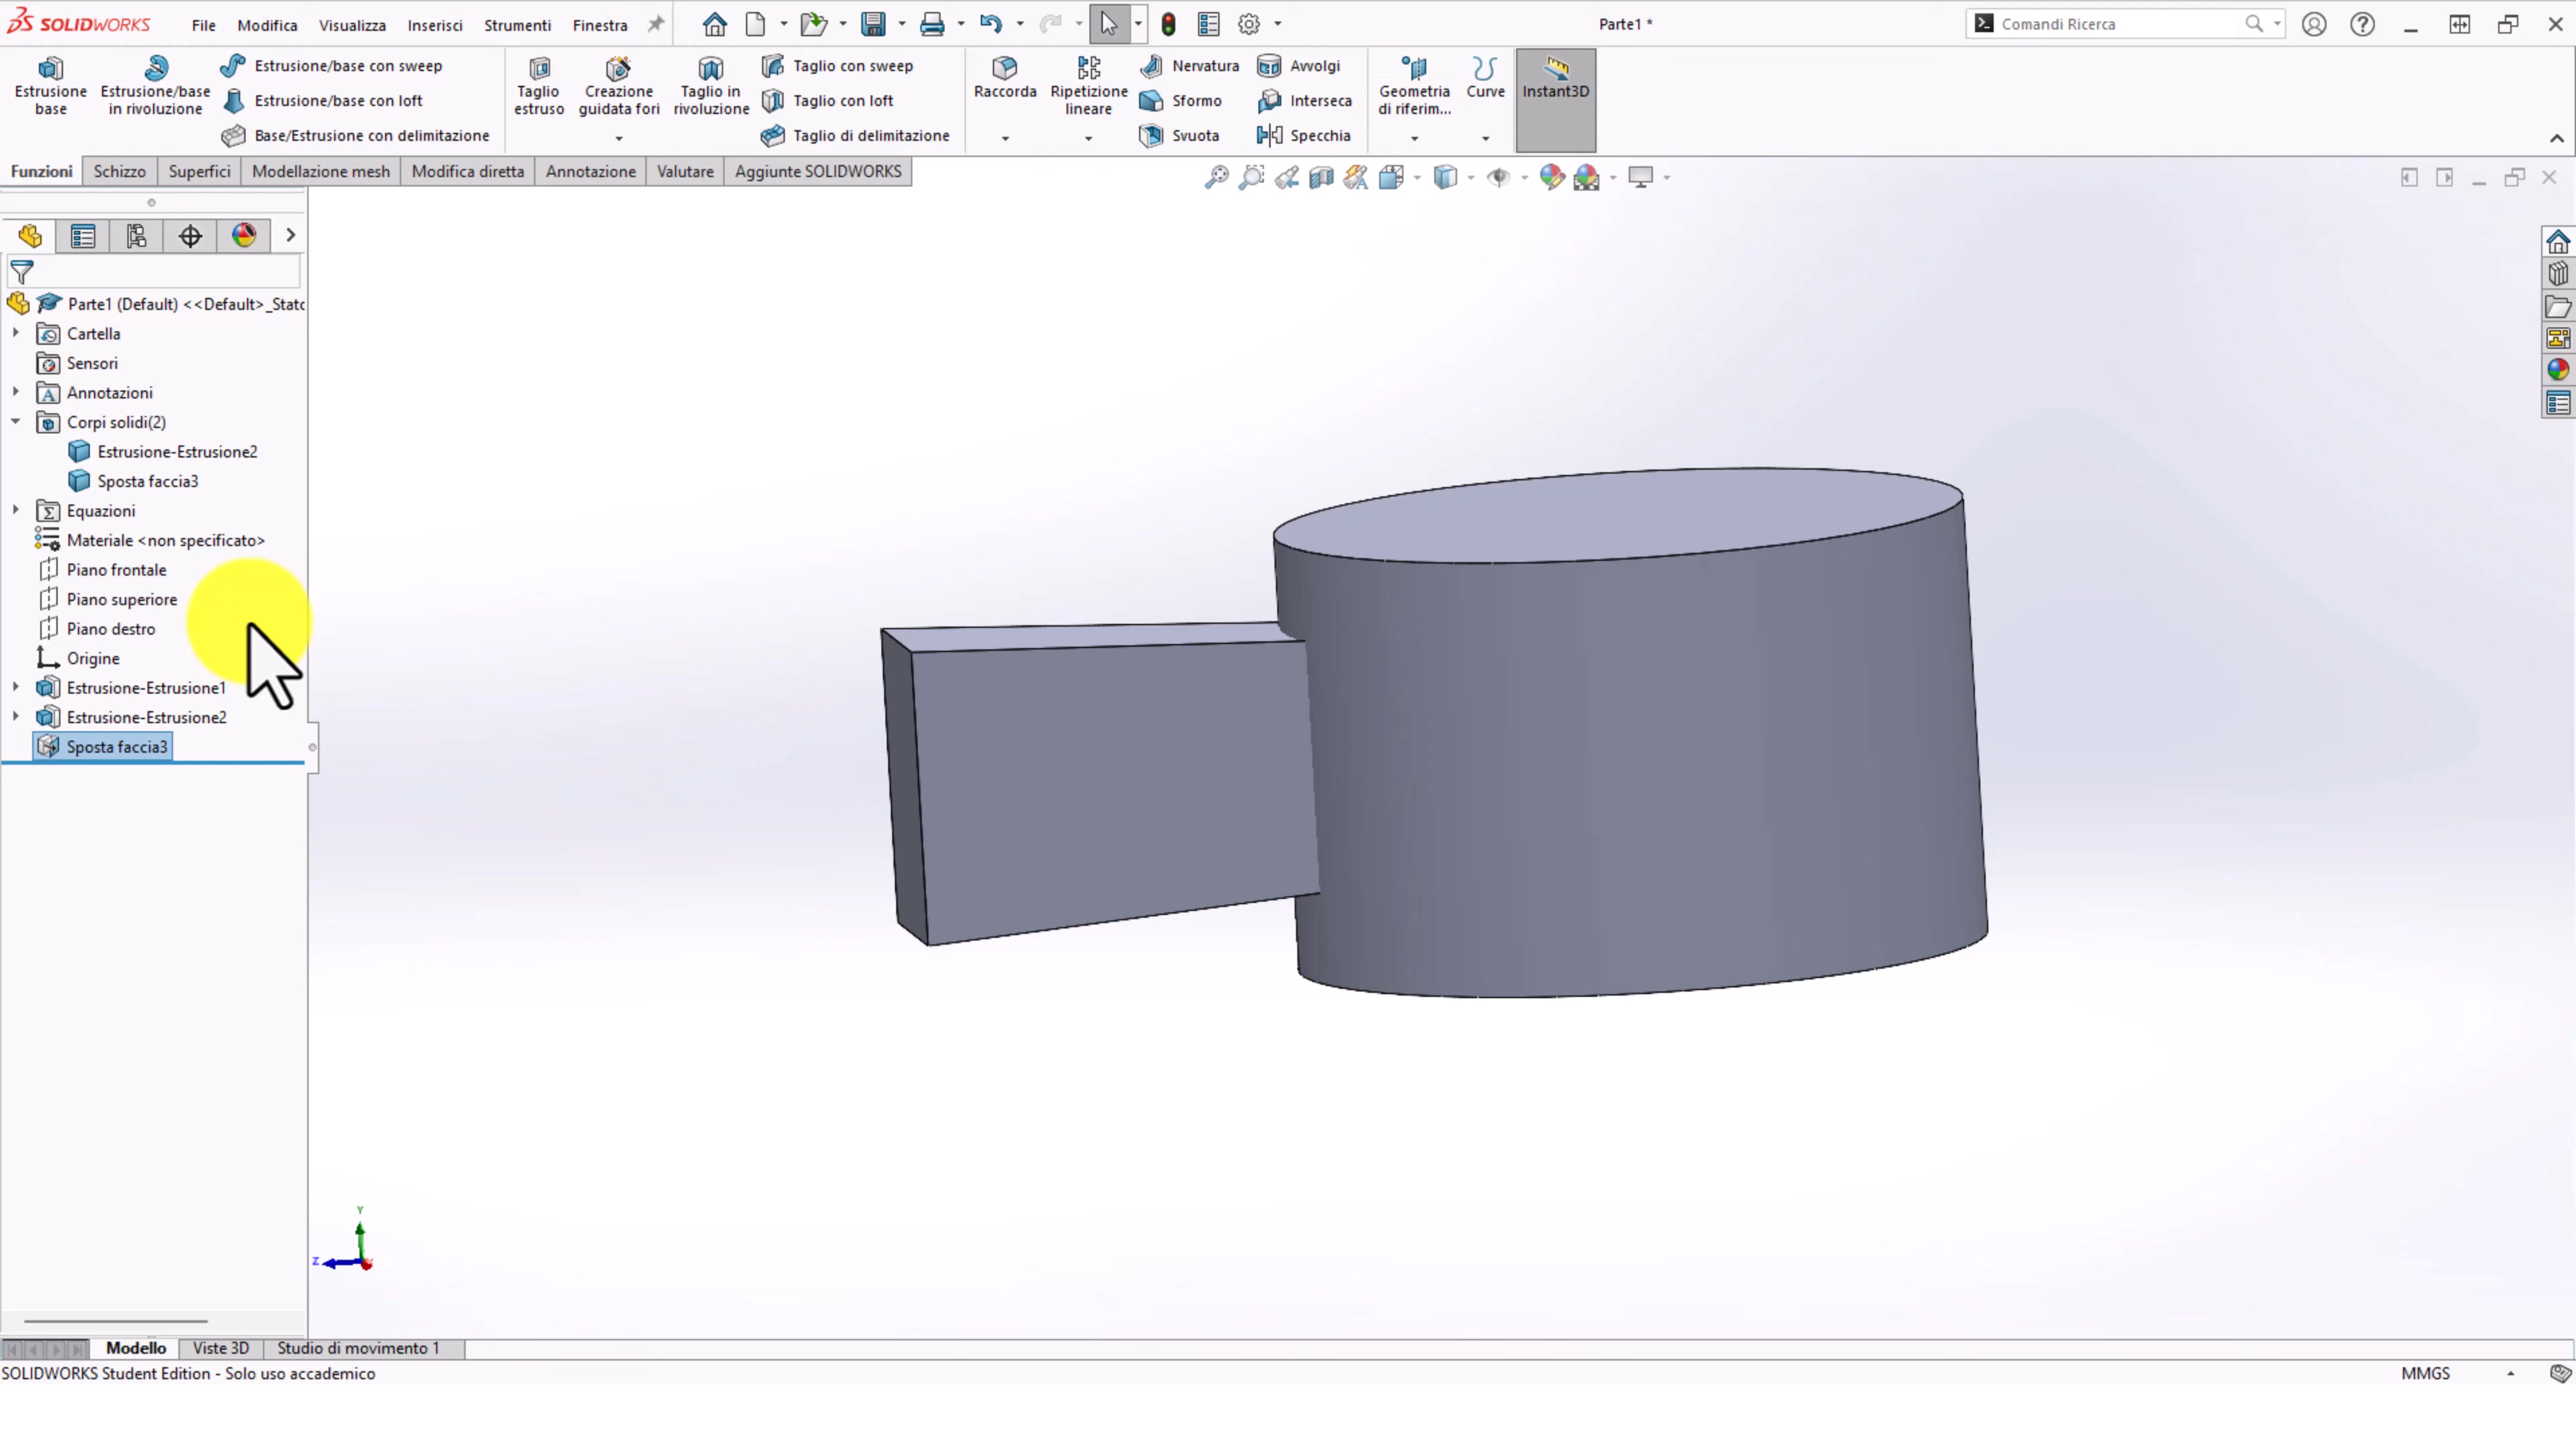 SOLIDWORKS File Modifica Visualizza Inserisci Strumenti Finestra Parte1 * Comandi Ricerca
Estrusione base
Estrusione/base in rivoluzione
Estrusione/base con sweep
Estrusione/base con loft
Base/Estrusione con delimitazione
Taglio estruso
Creazione guidata fori
Taglio in rivoluzione
Taglio con sweep
Taglio con loft
Taglio di delimitazione
Raccorda
Ripetizione lineare
Nervatura
Sformo
Svuota
Avvolgi
Interseca
Specchia
Geometria di riferim...
Curve
Instant3D
Funzioni Schizzo Superfici Modellazione mesh Modifica diretta Annotazione Valutare Aggiunte SOLIDWORKS
Parte1 (Default) <<Default>_Stato
Cartella
Sensori
Annotazioni
Corpi solidi(2)
Estrusione-Estrusione2
Sposta faccia3
Equazioni
Materiale <non specificato>
Piano frontale
Piano superiore
Piano destro
Origine
Estrusione-Estrusione1
Estrusione-Estrusione2
Sposta faccia3
Y
Z
Modello Viste 3D Studio di movimento 1
SOLIDWORKS Student Edition - Solo uso accademico MMGS